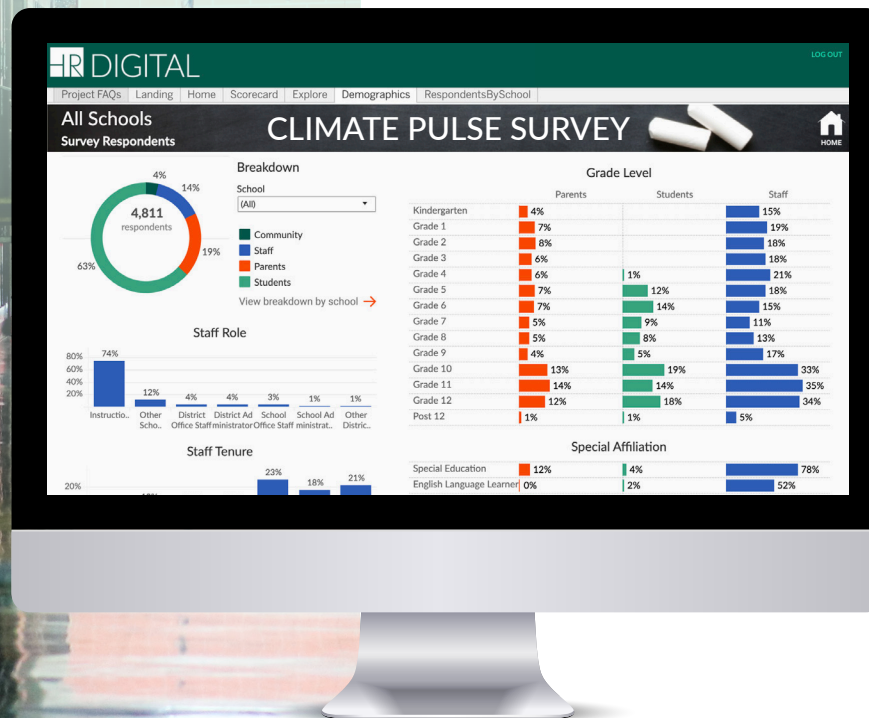 HR DIGITAL
LOG OUT
Project FAQs Landing Home Scorecard Explore Demographics RespondentsBySchool
All Schools
Survey Respondents
CLIMATE PULSE SURVEY
HOME
4%
14%
19%
63%
4,811
respondents
Breakdown
School
(All)
Community
Staff
Parents
Students
View breakdown by school →
Staff Role
80%
60%
40%
20%
74% 12% 4% 4% 3% 1% 1%
Instructio.. Other District District Ad School School Ad Other
Scho.. Office Staff ministrator Office Staff ministrat.. Distric..
Staff Tenure
20%
23% 18% 21%
Grade Level
Parents Students Staff
Kindergarten 4% 15%
Grade 1 7% 19%
Grade 2 8% 18%
Grade 3 6% 18%
Grade 4 6% 1% 21%
Grade 5 7% 12% 18%
Grade 6 7% 14% 15%
Grade 7 5% 9% 11%
Grade 8 5% 8% 13%
Grade 9 4% 5% 17%
Grade 10 13% 19% 33%
Grade 11 14% 14% 35%
Grade 12 12% 18% 34%
Post 12 1% 1% 5%
Special Affiliation
Special Education 12% 4% 78%
English Language Learner 0% 2% 52%